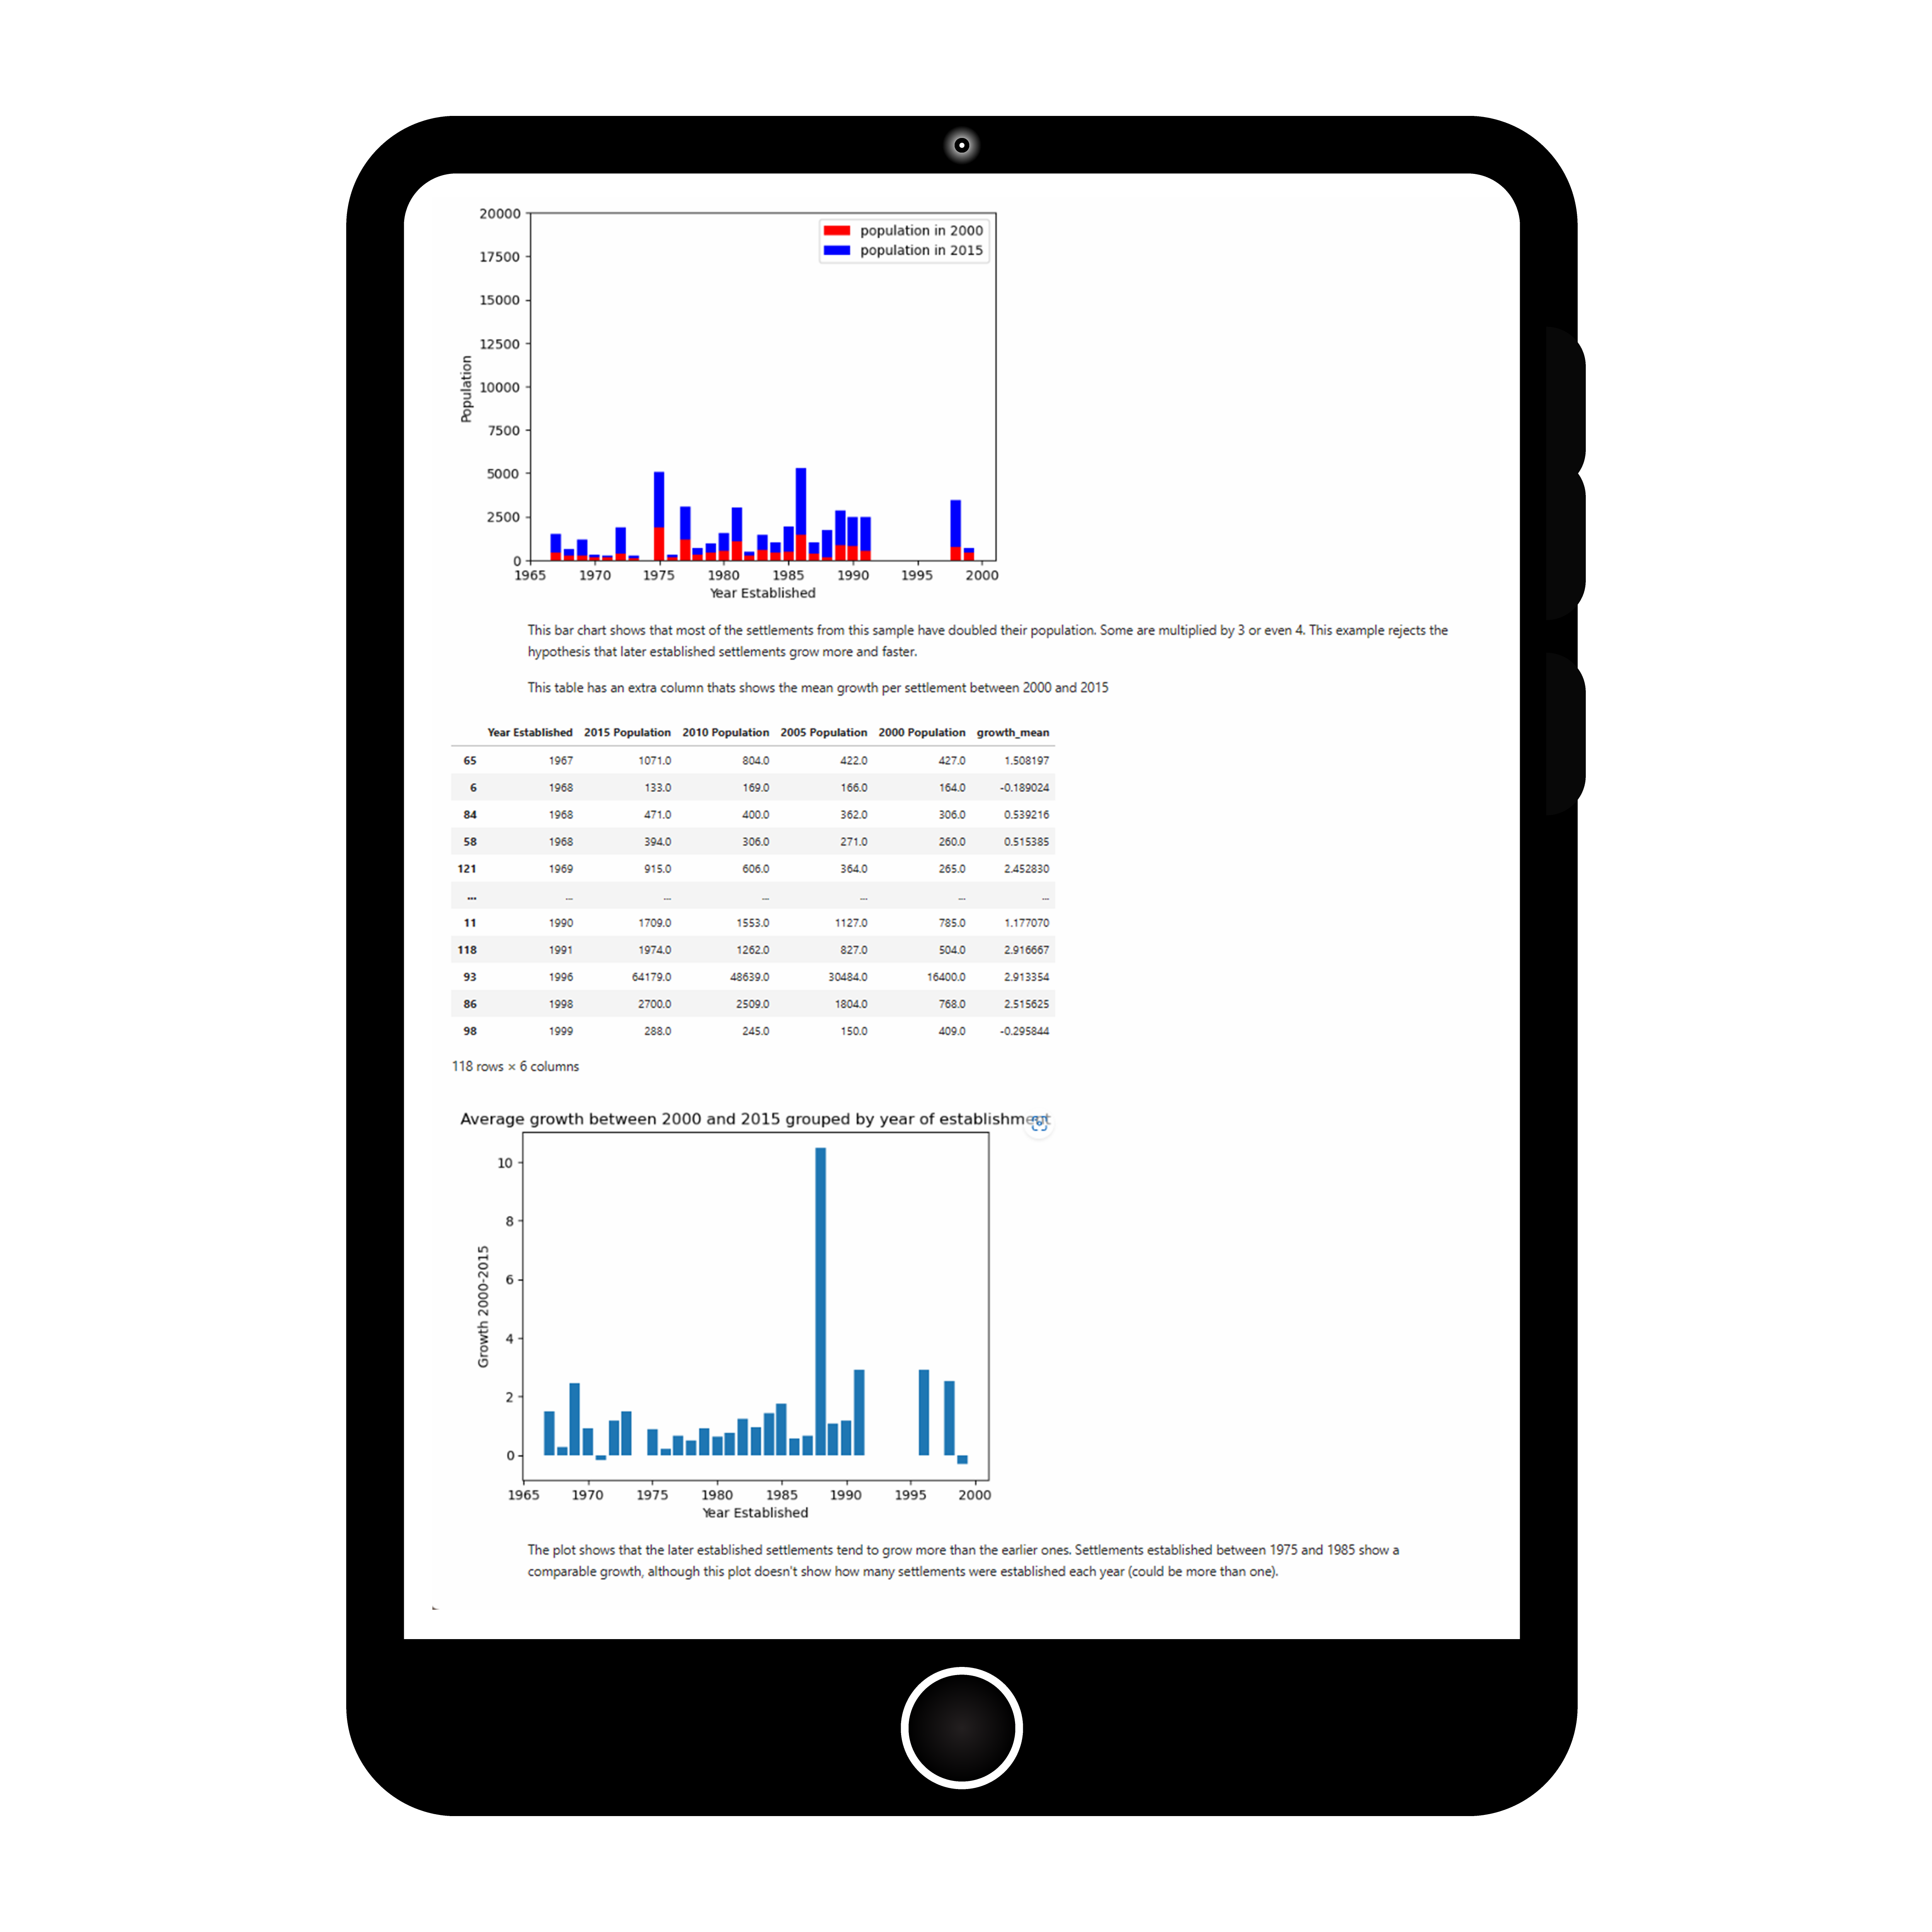 20000
17500
15000
12500
10000
7500
5000
2500
0
Population
population in 2000
population in 2015
1965 1970 1975 1980 1985 1990 1995 2000
Year Established
This bar chart shows that most of the settlements from this sample have doubled their population. Some are multiplied by 3 or even 4. This example rejects the
hypothesis that later established settlements grow more and faster.
This table has an extra column thats shows the mean growth per settlement between 2000 and 2015
Year Established 2015 Population 2010 Population 2005 Population 2000 Population growth_mean
65 1967 1071.0 804.0 422.0 427.0 1.508197
6 1968 133.0 169.0 166.0 164.0 -0.189024
84 1968 471.0 400.0 362.0 306.0 0.539216
58 1968 394.0 306.0 271.0 260.0 0.515385
121 1969 915.0 606.0 364.0 265.0 2.452830
... ... ... ... ... ... ...
11 1990 1709.0 1553.0 1127.0 785.0 1.177070
118 1991 1974.0 1262.0 827.0 504.0 2.916667
93 1996 64179.0 48639.0 30484.0 16400.0 2.913354
86 1998 2700.0 2509.0 1804.0 768.0 2.515625
98 1999 288.0 245.0 150.0 409.0 -0.295844
118 rows × 6 columns
Average growth between 2000 and 2015 grouped by year of establishment
10
8
6
4
2
0
Growth 2000-2015
1965 1970 1975 1980 1985 1990 1995 2000
Year Established
The plot shows that the later established settlements tend to grow more than the earlier ones. Settlements established between 1975 and 1985 show a
comparable growth, although this plot doesn't show how many settlements were established each year (could be more than one).